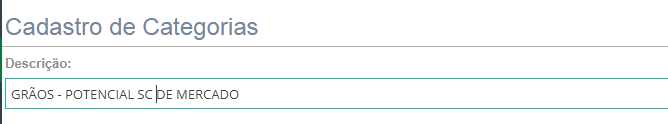 Cadastro de Categorias
Descrição:
GRÃOS - POTENCIAL SC DE MERCADO